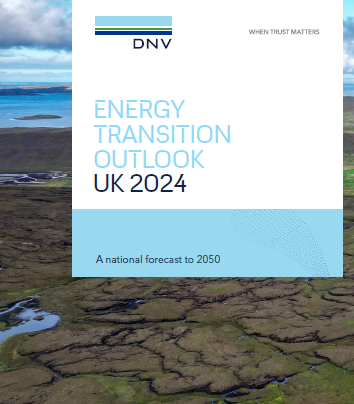 DNV
WHEN TRUST MATTERS
ENERGY
TRANSITION
OUTLOOK
UK 2024
A national forecast to 2050